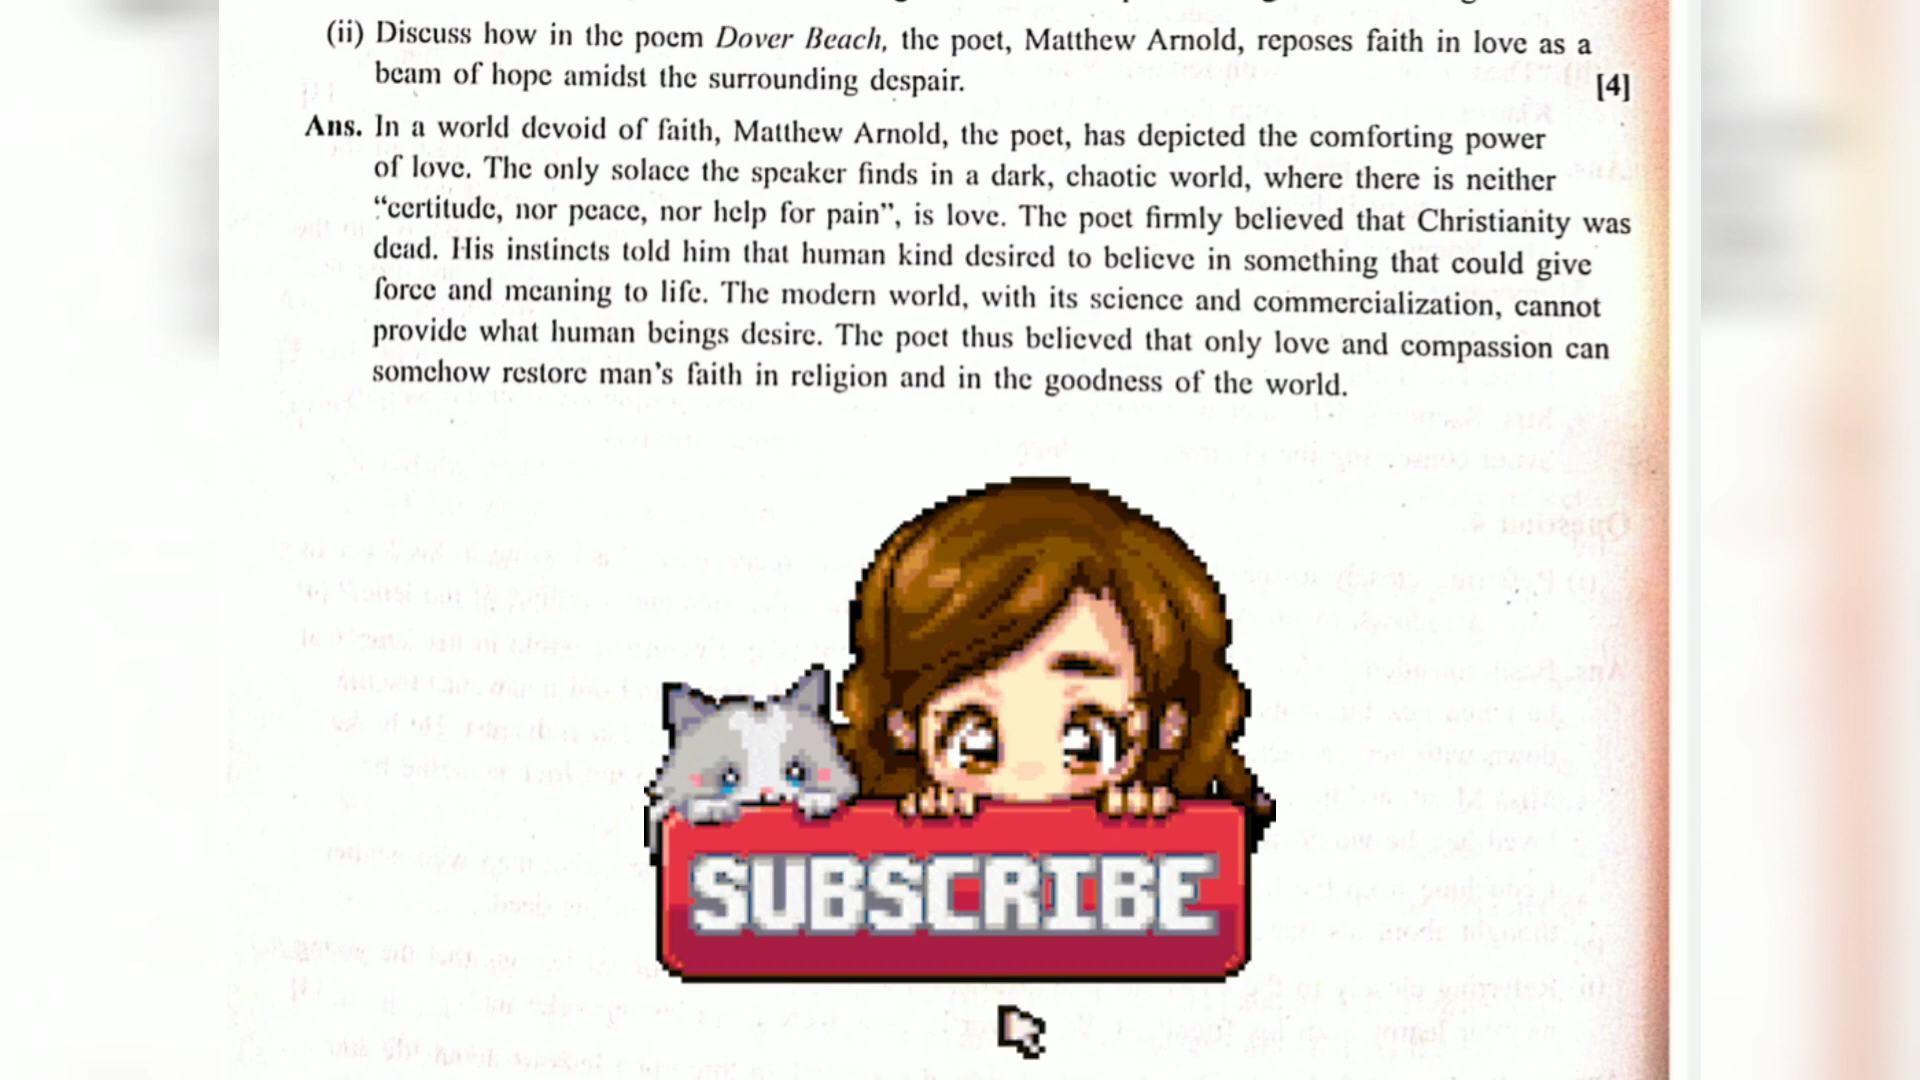 (ii) Discuss how in the poem Dover Beach, the poet, Matthew Arnold, reposes faith in love as a
beam of hope amidst the surrounding despair. [4]
Ans. In a world devoid of faith, Matthew Arnold, the poet, has depicted the comforting power
of love. The only solace the speaker finds in a dark, chaotic world, where there is neither
“certitude, nor peace, nor help for pain”, is love. The poet firmly believed that Christianity was
dead. His instincts told him that human kind desired to believe in something that could give
force and meaning to life. The modern world, with its science and commercialization, cannot
provide what human beings desire. The poet thus believed that only love and compassion can
somehow restore man’s faith in religion and in the goodness of the world.
SUBSCRIBE